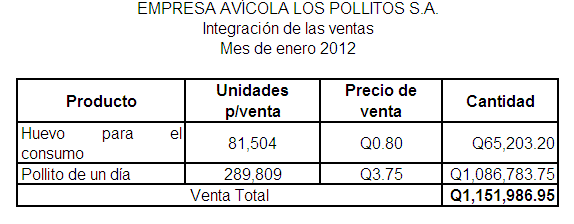 EMPRESA AVÍCOLA LOS POLLITOS S.A.
Integración de las ventas
Mes de enero 2012
Producto Unidades p/venta Precio de venta Cantidad
Huevo para el consumo 81,504 Q0.80 Q65,203.20
Pollito de un día 289,809 Q3.75 Q1,086,783.75
Venta Total Q1,151,986.95